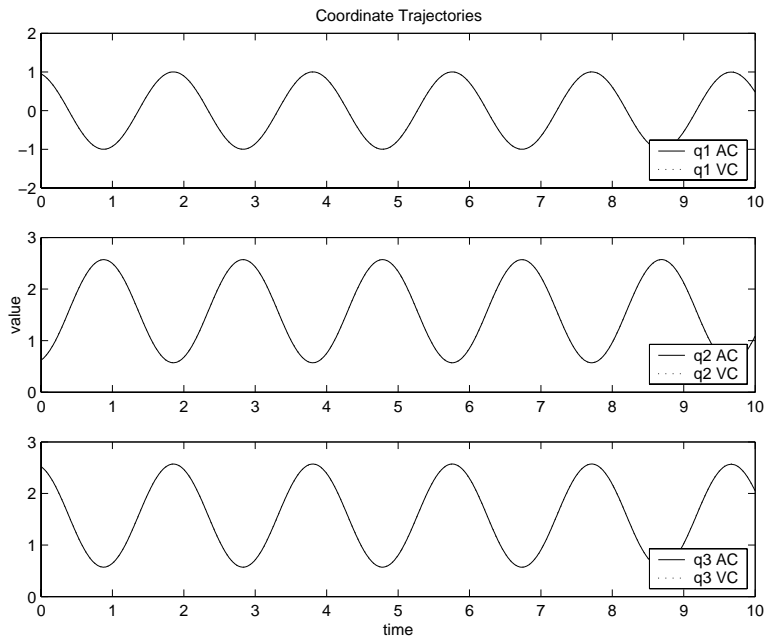 Coordinate Trajectories
2
1
0
−1
−2
0 1 2 3 4 5 6 7 8 9 10
q1 AC
q1 VC
3
2
1
0
value
0 1 2 3 4 5 6 7 8 9 10
q2 AC
q2 VC
3
2
1
0
0 1 2 3 4 5 6 7 8 9 10
q3 AC
q3 VC
time